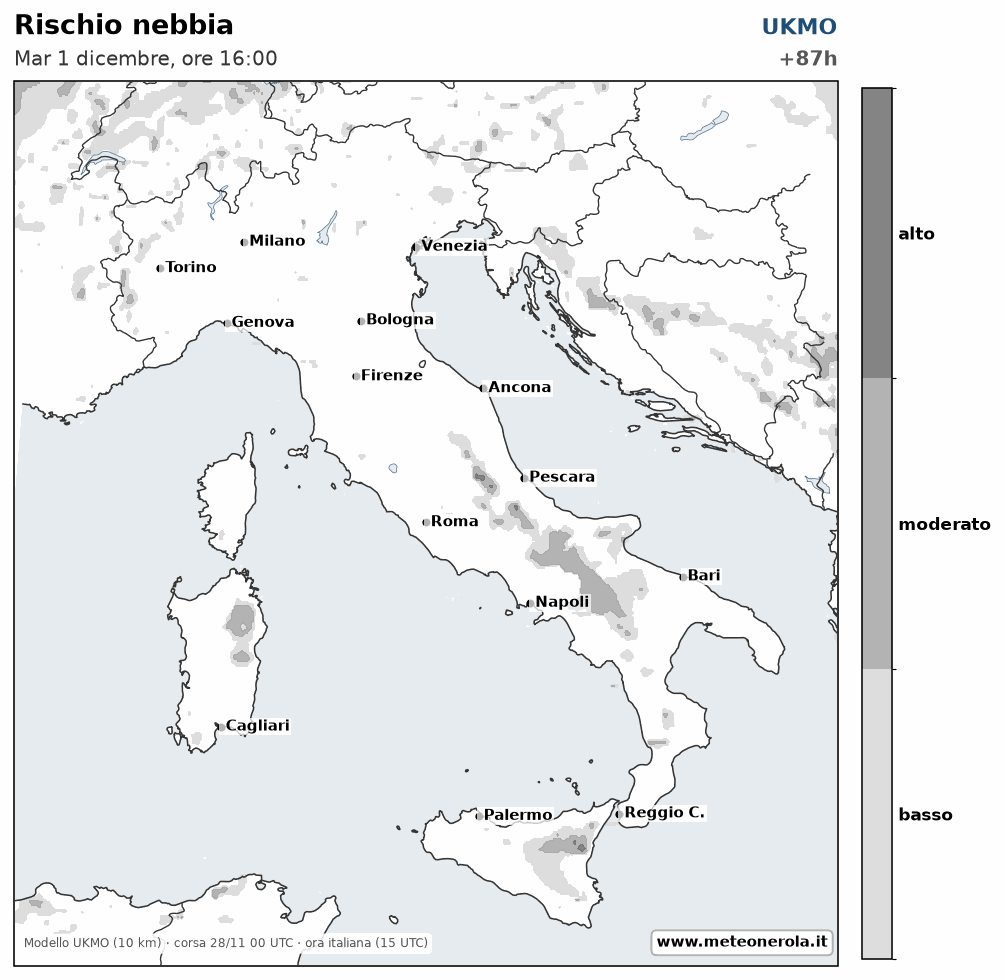 Rischio nebbia
UKMO
Mar 1 dicembre, ore 16:00
+87h
alto
Milano
Venezia
Torino
Genova
Bologna
Firenze
Ancona
Pescara
Roma
moderato
Bari
Napoli
Cagliari
Palermo
Reggio C.
basso
Modello UKMO (10 km) · corsa 28/11 00 UTC · ora italiana (15 UTC)
www.meteonerola.it